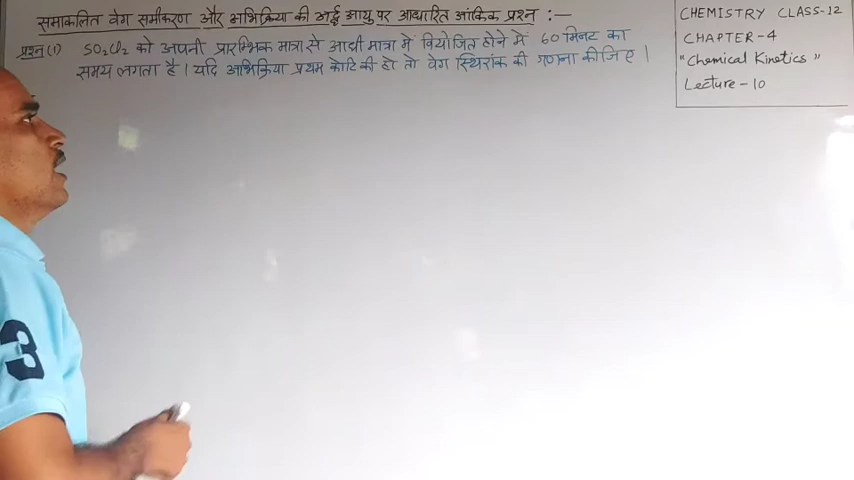 समाकलित वेग समीकरण और अभिक्रिया की अर्द्ध आयु पर आधारित आंकिक प्रश्न :—
प्रश्न(1) SO₂Cl₂ को अपनी प्रारम्भिक मात्रा से आधी मात्रा में वियोजित होने में 60 मिनट का
समय लगता है। यदि अभिक्रिया प्रथम कोटि की हो तो वेग स्थिरांक की गणना कीजिए।
CHEMISTRY CLASS-12
CHAPTER-4
"Chemical Kinetics"
Lecture-10
3